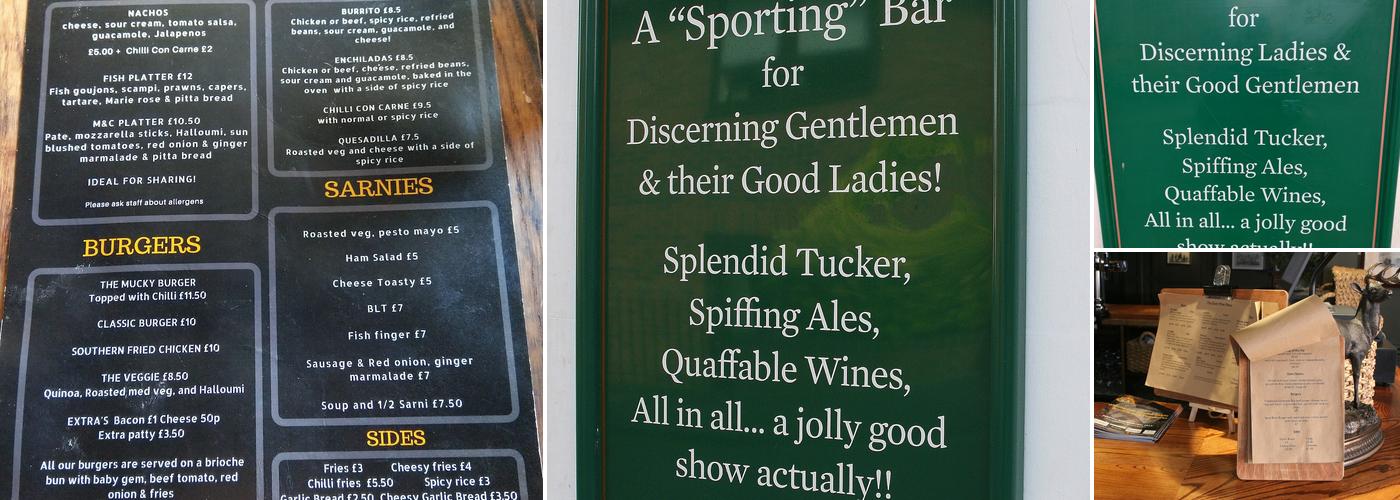 NACHOS
cheese, sour cream, tomato salsa,
guacamole, Jalapenos
£5.00 + Chilli Con Carne £2
FISH PLATTER £12
Fish goujons, scampi, prawns, capers,
tartare, Marie rose & pitta bread
M&C PLATTER £10.50
Pate, mozzarella sticks, Halloumi, sun
blushed tomatoes, red onion & ginger
marmalade & pitta bread
IDEAL FOR SHARING!
Please ask staff about allergens
BURGERS
THE MUCKY BURGER
Topped with Chilli £11.50
CLASSIC BURGER £10
SOUTHERN FRIED CHICKEN £10
THE VEGGIE £8.50
Quinoa, Roasted med veg, and Halloumi
EXTRA'S Bacon £1 Cheese 50p
Extra patty £3.50
All our burgers are served on a brioche
bun with baby gem, beef tomato, red
onion & fries
BURRITO £8.5
Chicken or beef, spicy rice, refried
beans, sour cream, guacamole, and
cheese!
ENCHILADAS £8.5
Chicken or beef, cheese, refried beans,
sour cream and guacamole, baked in the
oven with a side of spicy rice
CHILLI CON CARNE £9.5
with normal or spicy rice
QUESADILLA £7.5
Roasted veg and cheese with a side of
spicy rice
SARNIES
Roasted veg, pesto mayo £5
Ham Salad £5
Cheese Toasty £5
BLT £7
Fish finger £7
Sausage & Red onion, ginger
marmalade £7
Soup and 1/2 Sarni £7.50
SIDES
Fries £3 Cheesy fries £4
Chilli fries £5.50 Spicy rice £3
Garlic Bread £2.50 Cheesy Garlic Bread £3.50
A “Sporting” Bar
for
Discerning Gentlemen
& their Good Ladies!
Splendid Tucker,
Spiffing Ales,
Quaffable Wines,
All in all... a jolly good
show actually!!
for
Discerning Ladies &
their Good Gentlemen
Splendid Tucker,
Spiffing Ales,
Quaffable Wines,
All in all... a jolly good
show actually!!